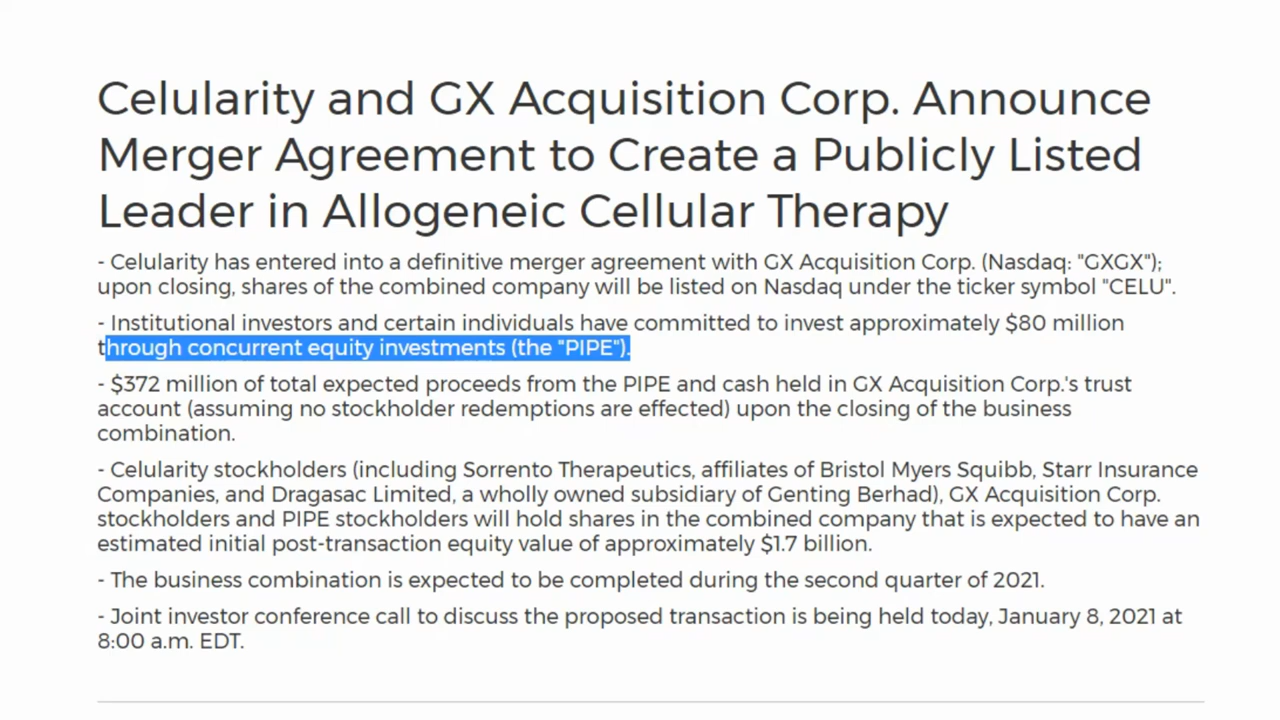 Celularity and GX Acquisition Corp. Announce
Merger Agreement to Create a Publicly Listed
Leader in Allogeneic Cellular Therapy
- Celularity has entered into a definitive merger agreement with GX Acquisition Corp. (Nasdaq: "GXGX");
upon closing, shares of the combined company will be listed on Nasdaq under the ticker symbol "CELU".
- Institutional investors and certain individuals have committed to invest approximately $80 million
through concurrent equity investments (the "PIPE").
- $372 million of total expected proceeds from the PIPE and cash held in GX Acquisition Corp.'s trust
account (assuming no stockholder redemptions are effected) upon the closing of the business
combination.
- Celularity stockholders (including Sorrento Therapeutics, affiliates of Bristol Myers Squibb, Starr Insurance
Companies, and Dragasac Limited, a wholly owned subsidiary of Genting Berhad), GX Acquisition Corp.
stockholders and PIPE stockholders will hold shares in the combined company that is expected to have an
estimated initial post-transaction equity value of approximately $1.7 billion.
- The business combination is expected to be completed during the second quarter of 2021.
- Joint investor conference call to discuss the proposed transaction is being held today, January 8, 2021 at
8:00 a.m. EDT.